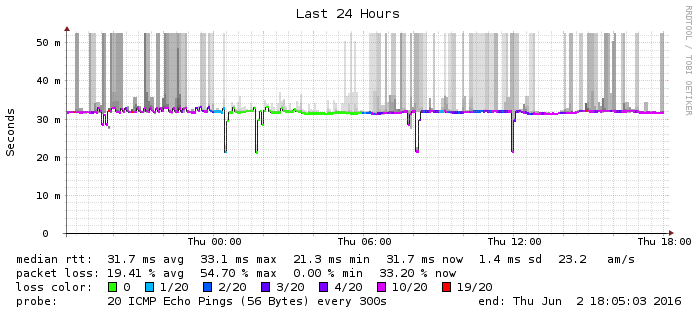 Last 24 Hours
RRDTOOL / TOBI OETIKER
Seconds
50 m
40 m
30 m
20 m
10 m
0
Thu 00:00 Thu 06:00 Thu 12:00 Thu 18:00
median rtt: 31.7 ms avg 33.1 ms max 21.3 ms min 31.7 ms now 1.4 ms sd 23.2 am/s
packet loss: 19.41 % avg 54.70 % max 0.00 % min 33.20 % now
loss color: 0 1/20 2/20 3/20 4/20 10/20 19/20
probe: 20 ICMP Echo Pings (56 Bytes) every 300s end: Thu Jun 2 18:05:03 2016